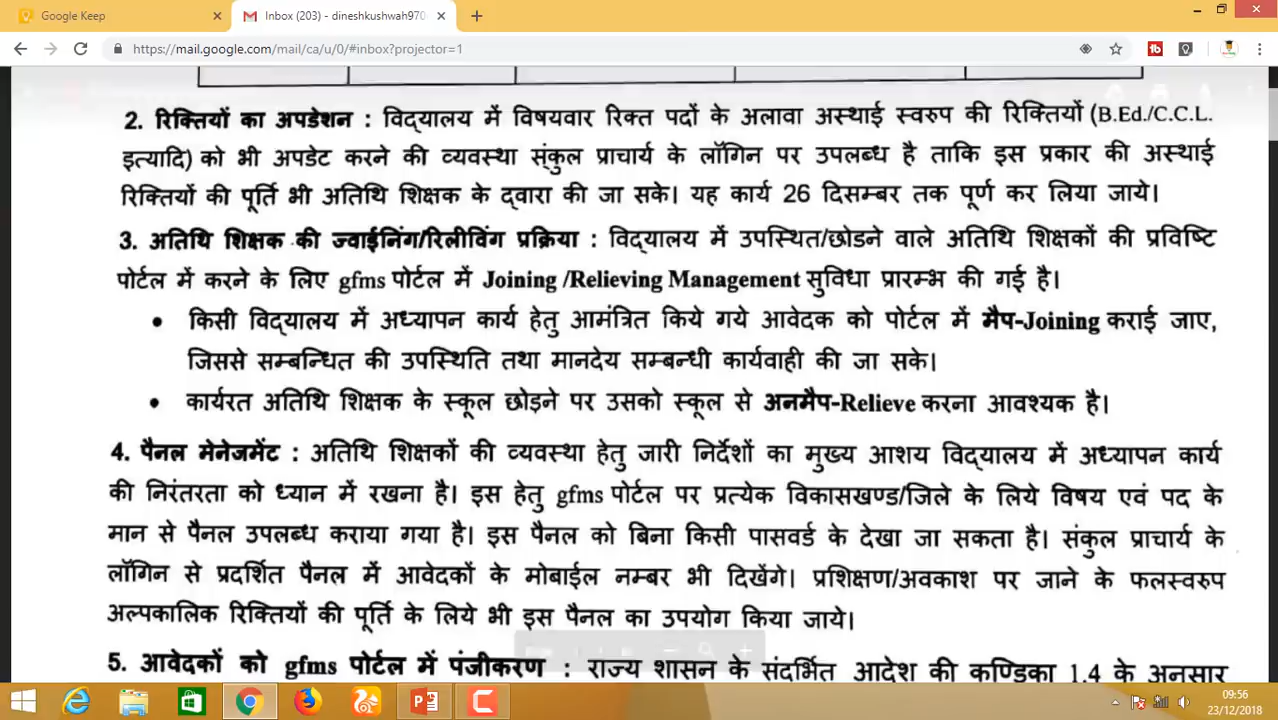 Google Keep
Inbox (203) - dineshkushwah970
https://mail.google.com/mail/ca/u/0/#inbox?projector=1
2. रिक्तियों का अपडेशन : विद्यालय में विषयवार रिक्त पदों के अलावा अस्थाई स्वरुप की रिक्तियों (B.Ed./C.C.L.
इत्यादि) को भी अपडेट करने की व्यवस्था संकुल प्राचार्य के लॉगिन पर उपलब्ध है ताकि इस प्रकार की अस्थाई
रिक्तियों की पूर्ति भी अतिथि शिक्षक के द्वारा की जा सके। यह कार्य 26 दिसम्बर तक पूर्ण कर लिया जाये।
3. अतिथि शिक्षक की ज्वाईनिंग/रिलीविंग प्रक्रिया : विद्यालय में उपस्थित/छोडने वाले अतिथि शिक्षकों की प्रविष्टि
पोर्टल में करने के लिए gfms पोर्टल में Joining /Relieving Management सुविधा प्रारम्भ की गई है।
• किसी विद्यालय में अध्यापन कार्य हेतु आमंत्रित किये गये आवेदक को पोर्टल में मैप-Joining कराई जाए,
जिससे सम्बन्धित की उपस्थिति तथा मानदेय सम्बन्धी कार्यवाही की जा सके।
• कार्यरत अतिथि शिक्षक के स्कूल छोड़ने पर उसको स्कूल से अनमैप-Relieve करना आवश्यक है।
4. पैनल मेनेजमेंट : अतिथि शिक्षकों की व्यवस्था हेतु जारी निर्देशों का मुख्य आशय विद्यालय में अध्यापन कार्य
की निरंतरता को ध्यान में रखना है। इस हेतु gfms पोर्टल पर प्रत्येक विकासखण्ड/जिले के लिये विषय एवं पद के
मान से पैनल उपलब्ध कराया गया है। इस पैनल को बिना किसी पासवर्ड के देखा जा सकता है। संकुल प्राचार्य के
लॉगिन से प्रदर्शित पैनल में आवेदकों के मोबाईल नम्बर भी दिखेंगे। प्रशिक्षण/अवकाश पर जाने के फलस्वरुप
अल्पकालिक रिक्तियों की पूर्ति के लिये भी इस पैनल का उपयोग किया जाये।
5. आवेदकों को gfms पोर्टल में पंजीकरण : राज्य शासन के संदर्भित आदेश की कण्डिका 1.4 के अनुसार
09:56
23/12/2018